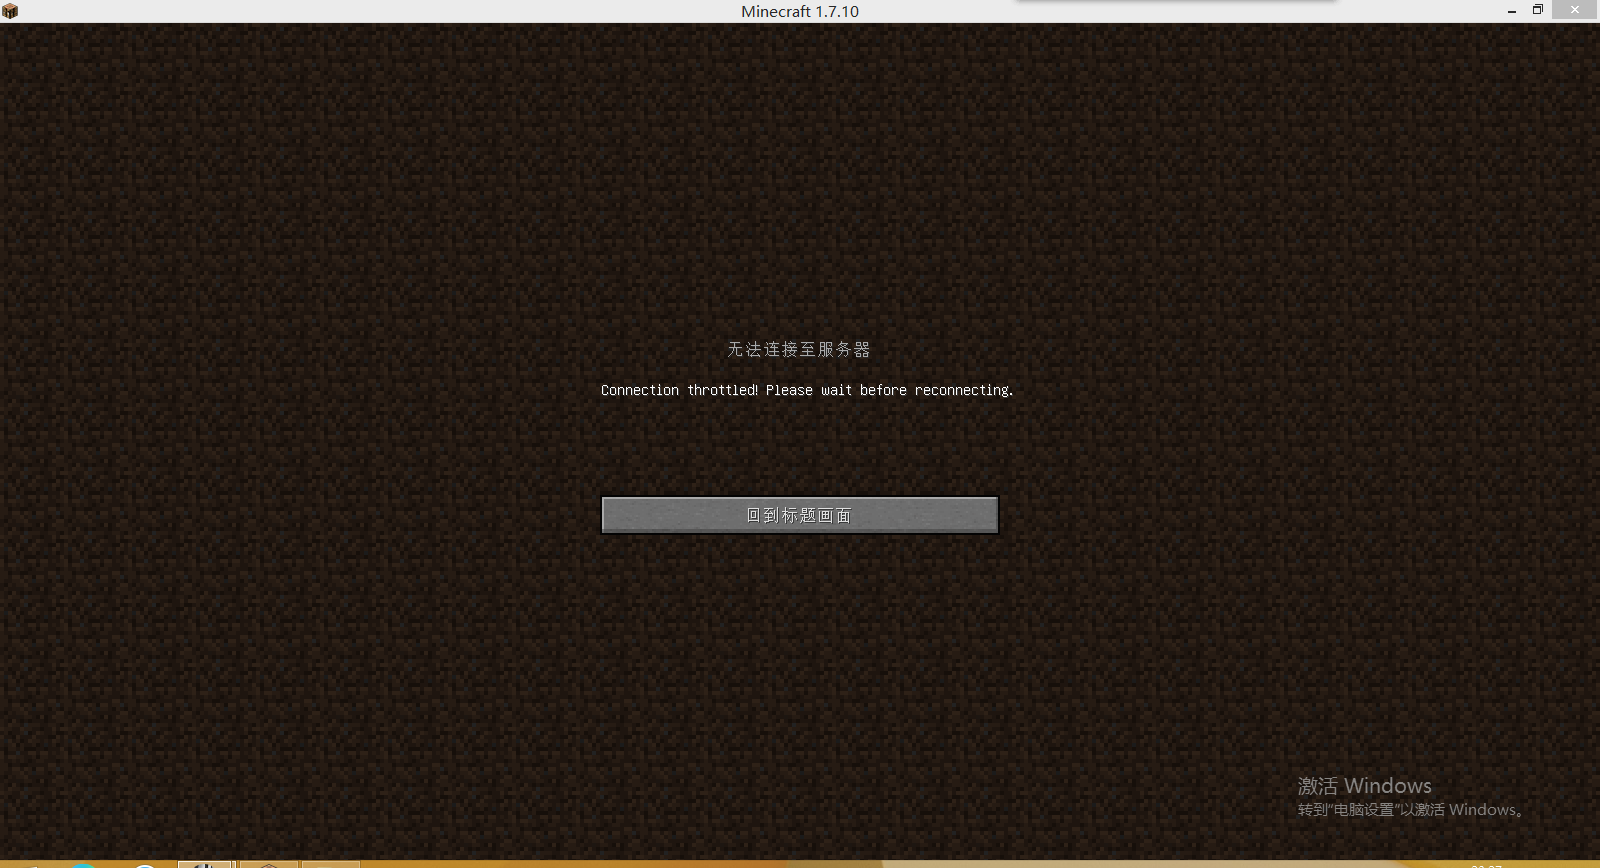 Minecraft 1.7.10
无法连接至服务器
Connection throttled! Please wait before reconnecting.
回到标题画面
激活 Windows
转到“电脑设置”以激活 Windows。